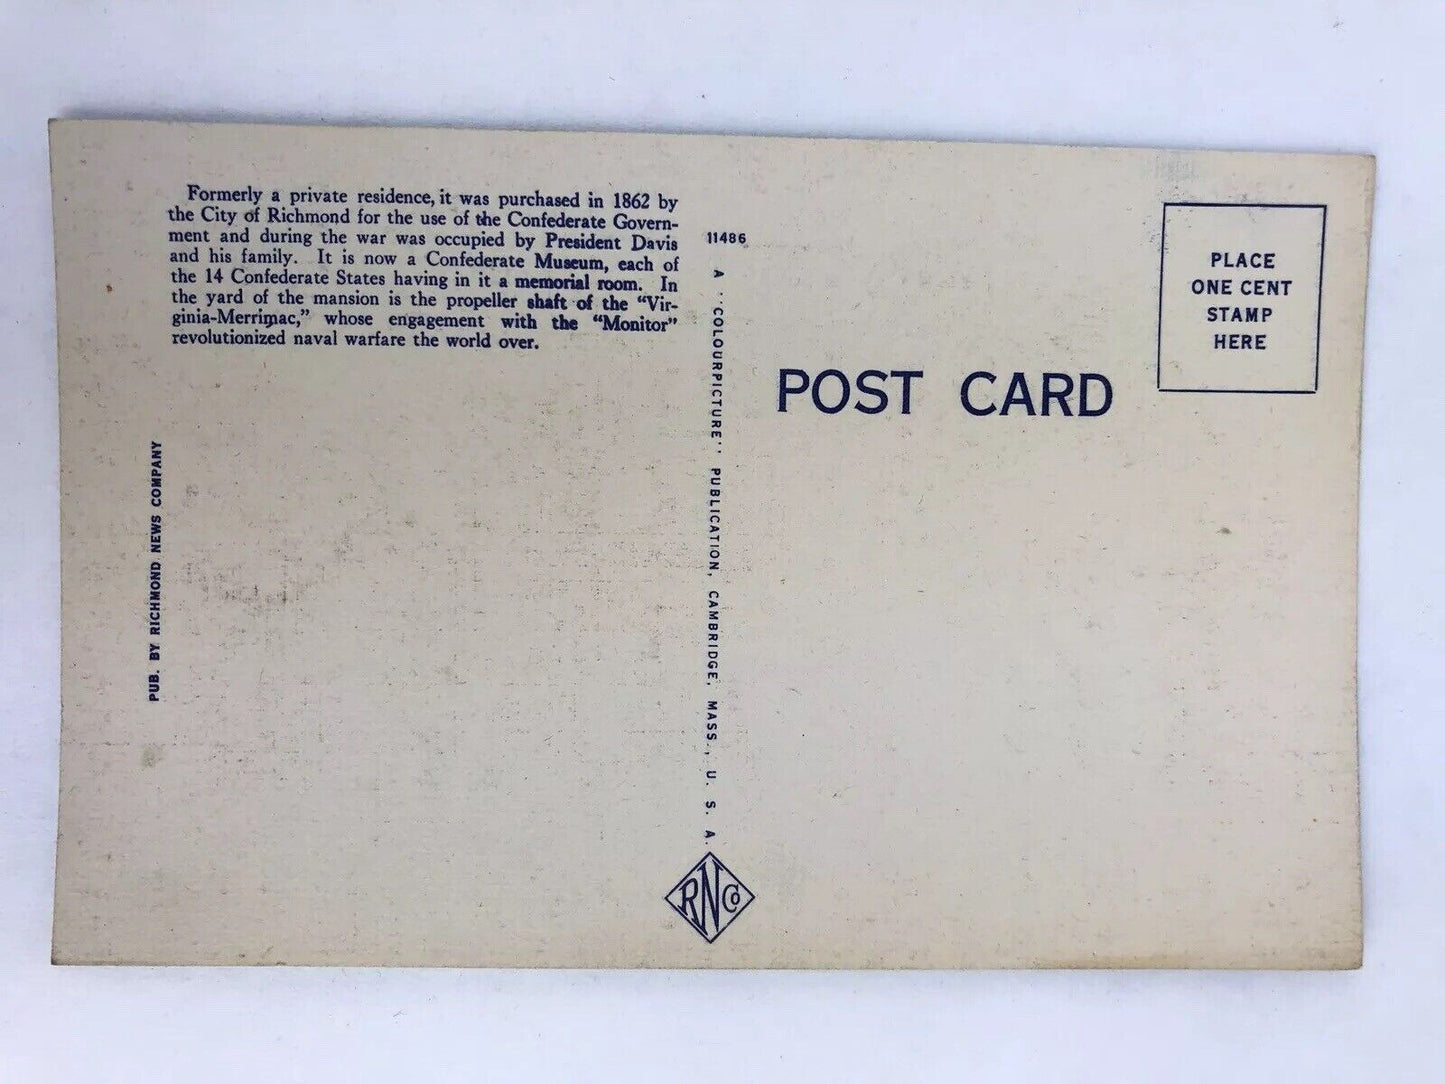 Formerly a private residence, it was purchased in 1862 by
the City of Richmond for the use of the Confederate Govern-
ment and during the war was occupied by President Davis
and his family. It is now a Confederate Museum, each of
the 14 Confederate States having in it a memorial room. In
the yard of the mansion is the propeller shaft of the “Vir-
ginia-Merrimac,” whose engagement with the “Monitor”
revolutionized naval warfare the world over.
PUB. BY RICHMOND NEWS COMPANY
11486
A "COLOURPICTURE" PUBLICATION, CAMBRIDGE, MASS., U. S. A.
RNCo
POST CARD
PLACE
ONE CENT
STAMP
HERE